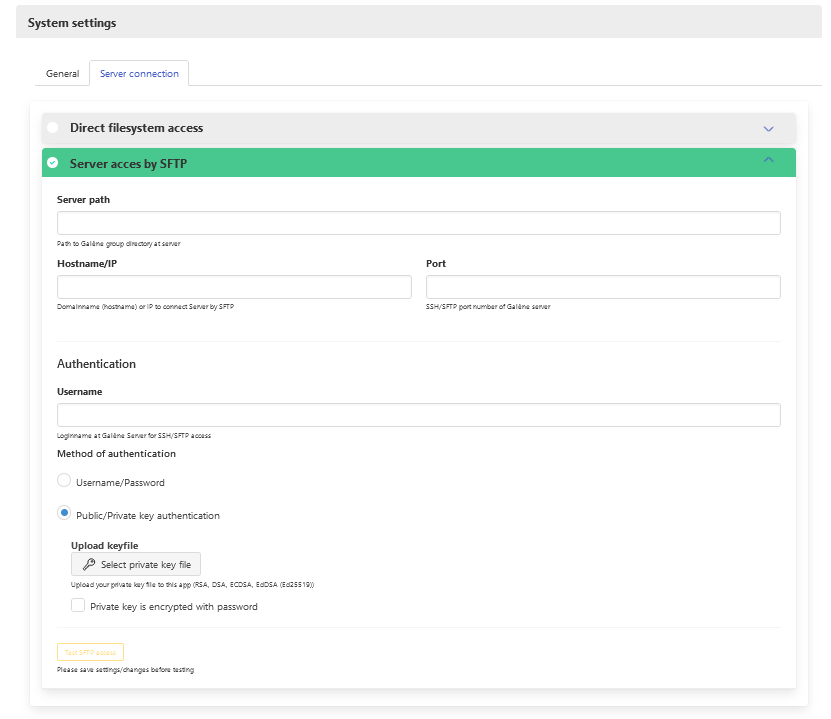 System settings
General
Server connection
Direct filesystem access
Server acces by SFTP
Server path
Path to Galène group directory at server
Hostname/IP
Port
Domainname (hostname) or IP to connect Server by SFTP
SSH/SFTP port number of Galène server
Authentication
Username
Loginname at Galène Server for SSH/SFTP access
Method of authentication
Username/Password
Public/Private key authentication
Upload keyfile
Select private key file
Upload your private key file to this app (RSA, DSA, ECDSA, EdDSA (Ed25519))
Private key is encrypted with password
Test SFTP access
Please save settings/changes before testing